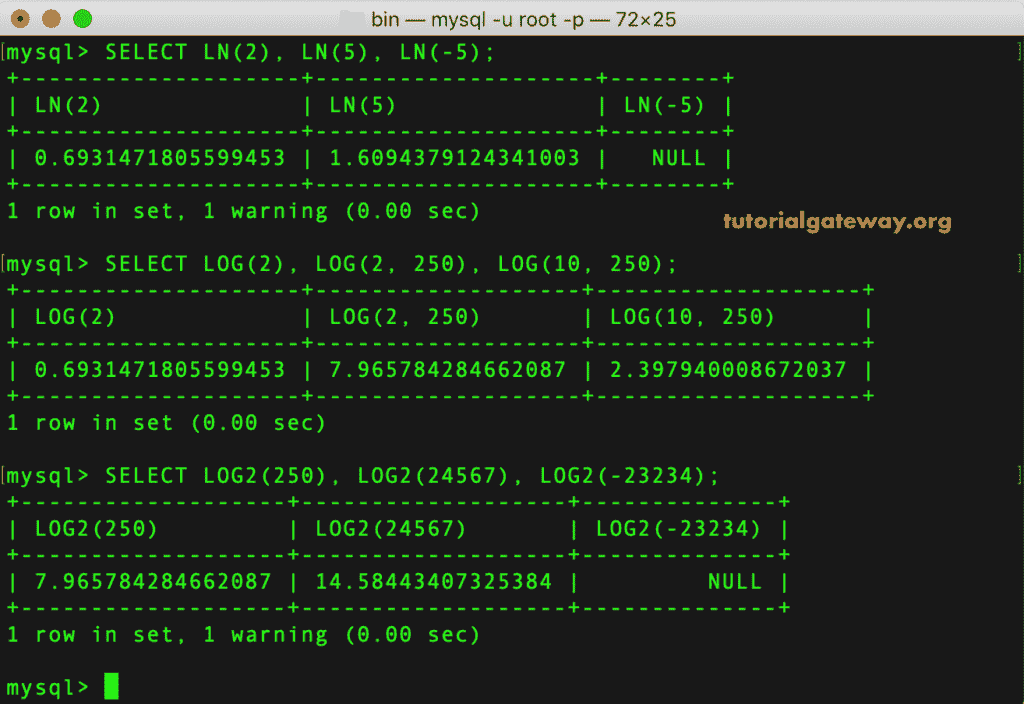 bin — mysql -u root -p — 72×25
mysql> SELECT LN(2), LN(5), LN(-5);
+--------------------+--------------------+--------+
| LN(2)              | LN(5)              | LN(-5) |
+--------------------+--------------------+--------+
| 0.6931471805599453 | 1.6094379124341003 |   NULL |
+--------------------+--------------------+--------+
1 row in set, 1 warning (0.00 sec)
tutorialgateway.org
mysql> SELECT LOG(2), LOG(2, 250), LOG(10, 250);
+--------------------+-------------------+-------------------+
| LOG(2)             | LOG(2, 250)       | LOG(10, 250)      |
+--------------------+-------------------+-------------------+
| 0.6931471805599453 | 7.965784284662087 | 2.397940008672037 |
+--------------------+-------------------+-------------------+
1 row in set (0.00 sec)
mysql> SELECT LOG2(250), LOG2(24567), LOG2(-23234);
+-------------------+-------------------+--------------+
| LOG2(250)         | LOG2(24567)       | LOG2(-23234) |
+-------------------+-------------------+--------------+
| 7.965784284662087 | 14.58443407325384 |         NULL |
+-------------------+-------------------+--------------+
1 row in set, 1 warning (0.00 sec)
mysql>